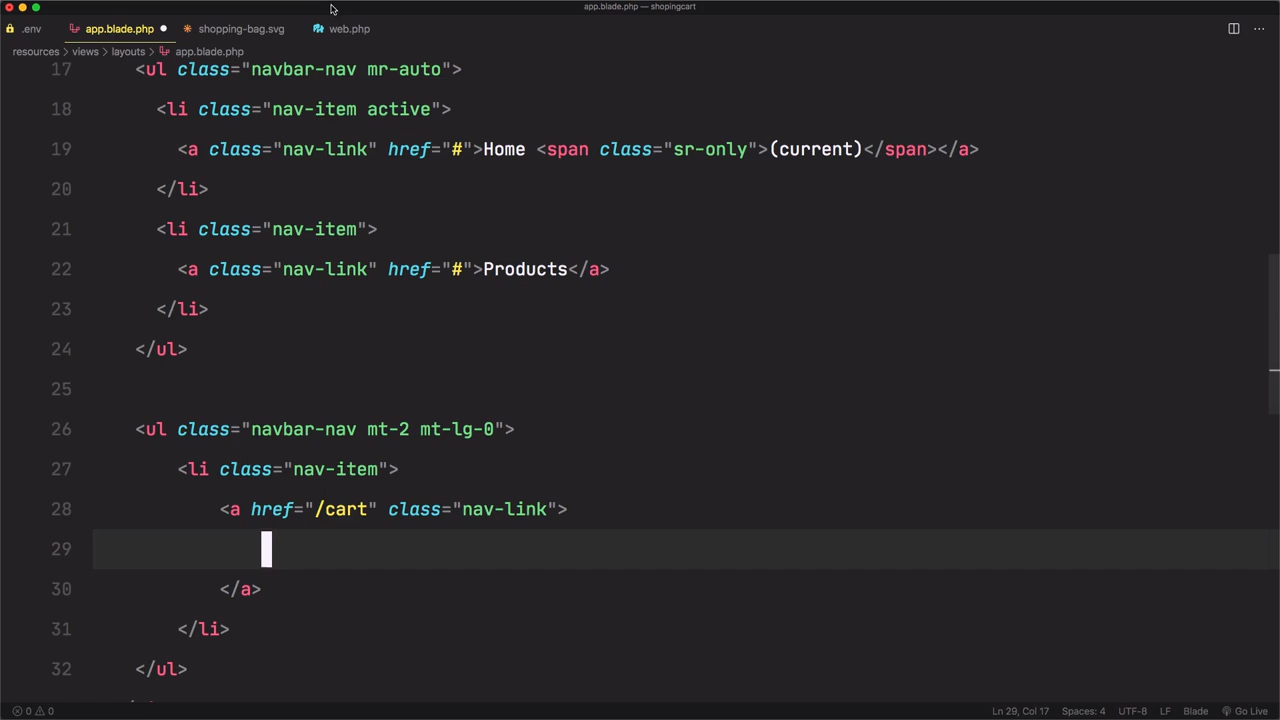 app.blade.php — shopingcart
.env app.blade.php shopping-bag.svg web.php
resources > views > layouts > app.blade.php
17 <ul class="navbar-nav mr-auto">
18 <li class="nav-item active">
19 <a class="nav-link" href="#">Home <span class="sr-only">(current)</span></a>
20 </li>
21 <li class="nav-item">
22 <a class="nav-link" href="#">Products</a>
23 </li>
24 </ul>
25
26 <ul class="navbar-nav mt-2 mt-lg-0">
27 <li class="nav-item">
28 <a href="/cart" class="nav-link">
29
30 </a>
31 </li>
32 </ul>
0 0 Ln 29, Col 17 Spaces: 4 UTF-8 LF Blade Go Live